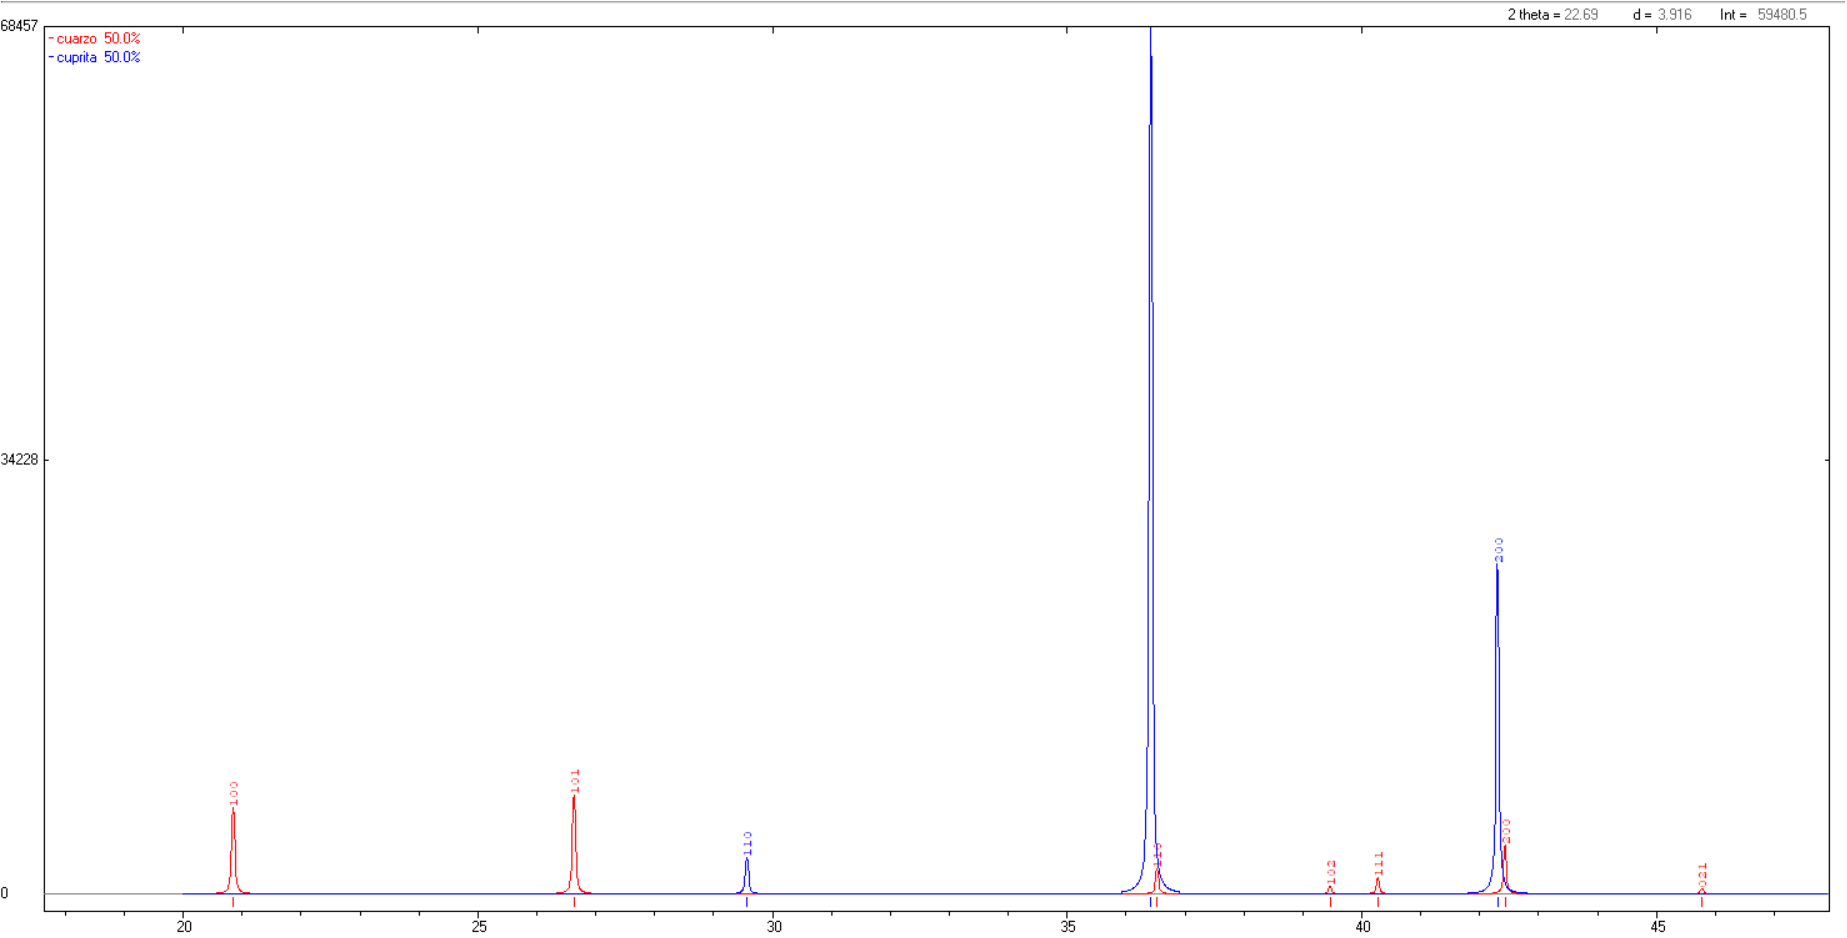 2 theta = 22.69 d = 3.916 Int = 59480.5
68457
- cuarzo 50.0%
- cuprita 50.0%
34228
200
101
100
200
110
111
102
021
0
20 25 30 35 40 45